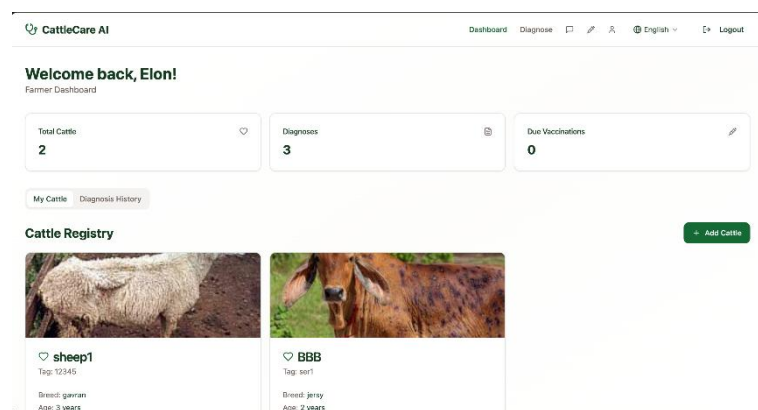 CattleCare AI
Dashboard Diagnose English Logout
Welcome back, Elon!
Farmer Dashboard
Total Cattle Diagnoses Due Vaccinations
2 3 0
My Cattle Diagnosis History
Cattle Registry + Add Cattle
sheep1 BBB
Tag: 12345 Tag: ser1
Breed: gavran Breed: jersy
Age: 3 years Age: 2 years